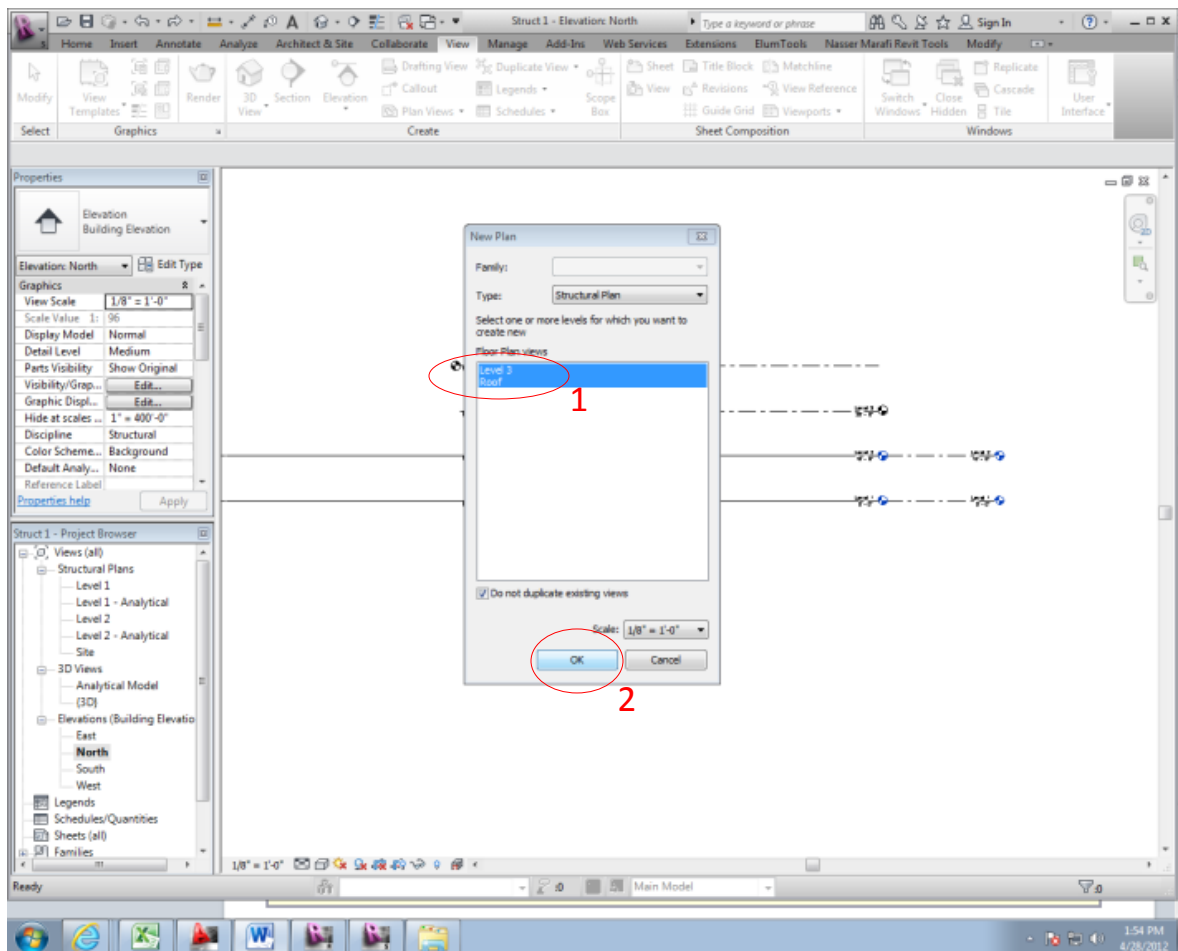 Struct 1 - Elevation: North
Type a keyword or phrase
Sign In
Home Insert Annotate Analyze Architect & Site Collaborate View Manage Add-Ins Web Services Extensions ElumTools Nasser Marafi Revit Tools Modify
Modify
View Templates
Render
3D View
Section
Elevation
Drafting View
Callout
Plan Views
Duplicate View
Legends
Schedules
Scope Box
Sheet
View
Title Block
Revisions
Guide Grid
Matchline
View Reference
Viewports
Switch Windows
Close Hidden
Replicate
Cascade
Tile
User Interface
Select Graphics Create Sheet Composition Windows
Properties
Elevation
Building Elevation
Elevation: North Edit Type
Graphics
View Scale 1/8" = 1'-0"
Scale Value 1: 96
Display Model Normal
Detail Level Medium
Parts Visibility Show Original
Visibility/Grap... Edit...
Graphic Displ... Edit...
Hide at scales ... 1" = 400'-0"
Discipline Structural
Color Scheme... Background
Default Analy... None
Reference Label
Properties help Apply
Struct 1 - Project Browser
Views (all)
Structural Plans
Level 1
Level 1 - Analytical
Level 2
Level 2 - Analytical
Site
3D Views
Analytical Model
{3D}
Elevations (Building Elevatio
East
North
South
West
Legends
Schedules/Quantities
Sheets (all)
Families
New Plan
Family:
Type: Structural Plan
Select one or more levels for which you want to
create new
Floor Plan views
Level 3
Roof
1
Do not duplicate existing views
Scale: 1/8" = 1'-0"
OK Cancel
2
2D
1/8" = 1'-0"
Ready
:0
Main Model
:0
1:54 PM
4/28/2012